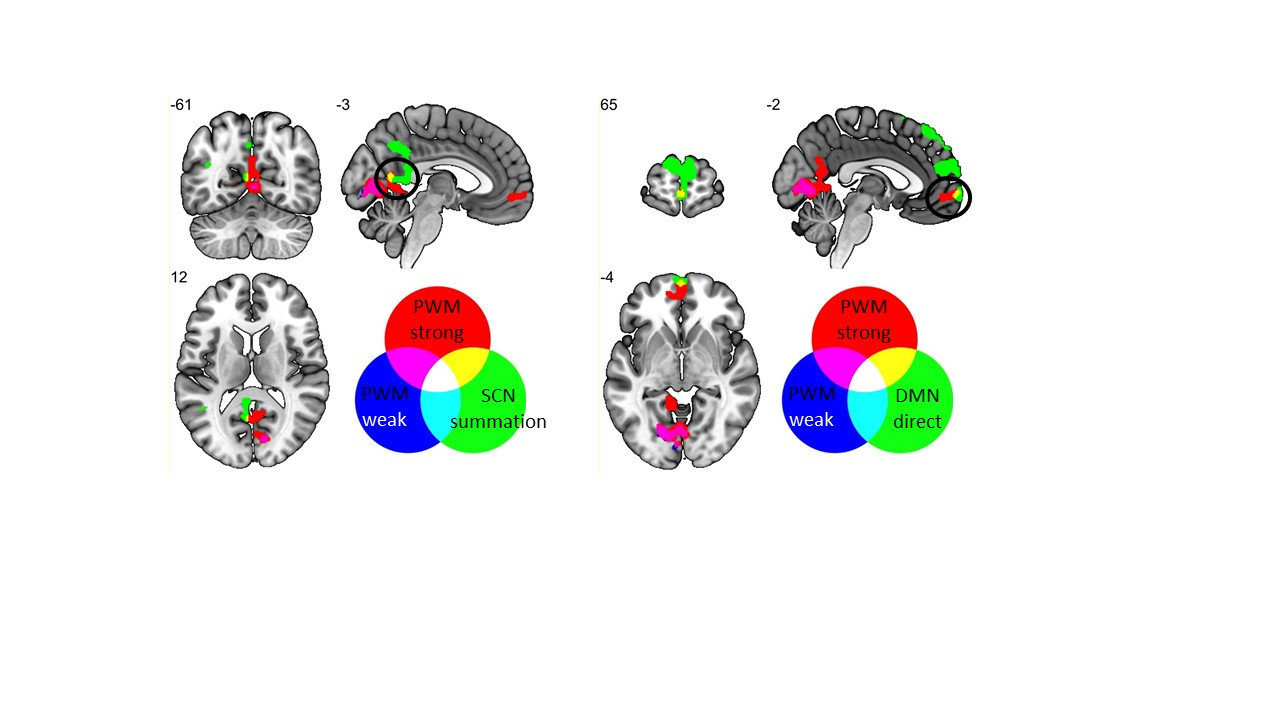 -61
-3
12
PWM
strong
PWM
weak
SCN
summation
65
-2
-4
PWM
strong
PWM
weak
DMN
direct